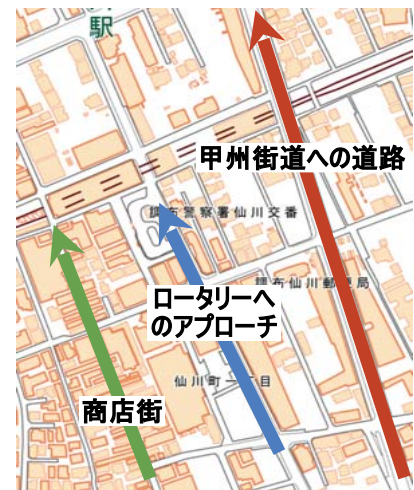 駅
甲州街道への道路
調布警察署仙川交番
調布仙川郵便局
ロータリーへ
のアプローチ
仙川町一丁目
商店街